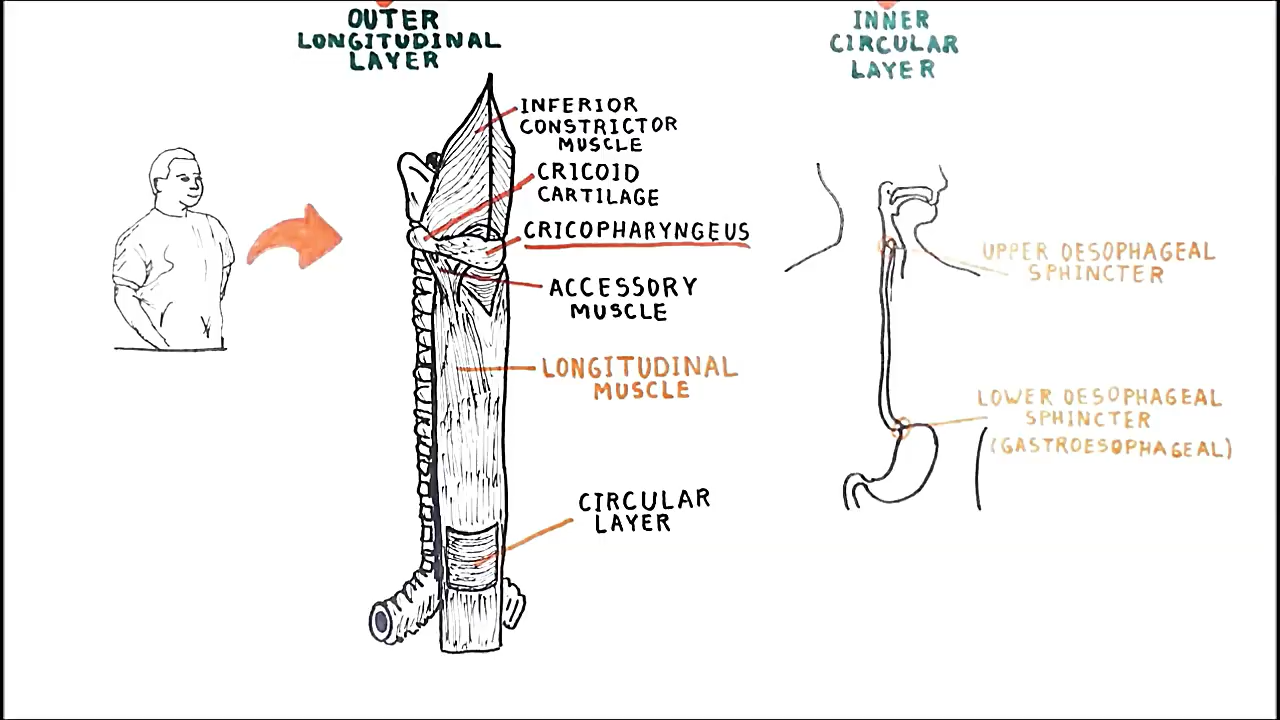 OUTER
LONGITUDINAL
LAYER
INFERIOR
CONSTRICTOR
MUSCLE
CRICOID
CARTILAGE
CRICOPHARYNGEUS
ACCESSORY
MUSCLE
LONGITUDINAL
MUSCLE
CIRCULAR
LAYER
INNER
CIRCULAR
LAYER
UPPER OESOPHAGEAL
SPHINCTER
LOWER OESOPHAGEAL
SPHINCTER
(GASTROESOPHAGEAL)